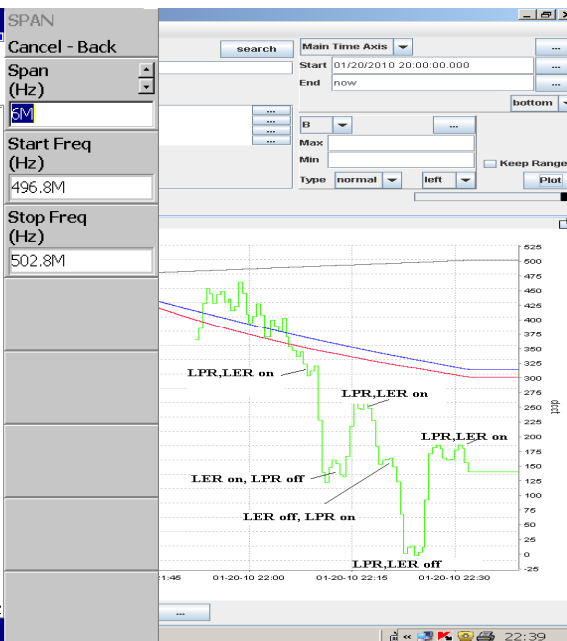 SPAN
Cancel - Back
Span
(Hz)
6M
Start Freq
(Hz)
496.8M
Stop Freq
(Hz)
502.8M
search
Main Time Axis
...
Start 01/20/2010 20:00:00.000
...
End now
...
bottom
...
...
...
...
B
...
Max
Min
Keep Range
Type normal left Plot
525
500
475
450
425
400
375
350
325
300
275
250
225
200
175
150
125
100
75
50
25
0
-25
dtct
LPR,LER on
LPR,LER on
LPR,LER on
LER on, LPR off
LER off, LPR on
LPR,LER off
1:45 01-20-10 22:00 01-20-10 22:15 01-20-10 22:30
...
« 22:39